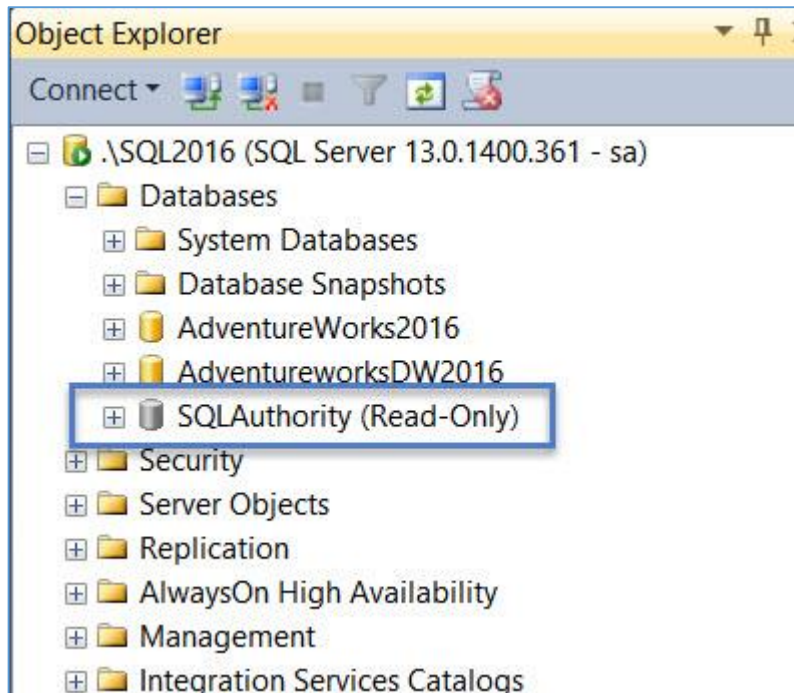 Object Explorer
Connect
.\SQL2016 (SQL Server 13.0.1400.361 - sa)
Databases
System Databases
Database Snapshots
AdventureWorks2016
AdventureworksDW2016
SQLAuthority (Read-Only)
Security
Server Objects
Replication
AlwaysOn High Availability
Management
Integration Services Catalogs